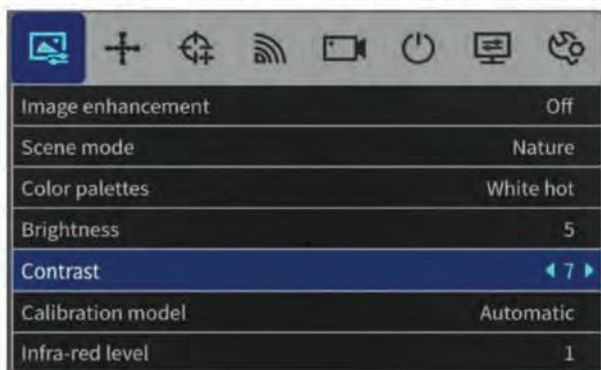 Image enhancement Off
Scene mode Nature
Color palettes White hot
Brightness 5
Contrast 7
Calibration model Automatic
Infra-red level 1